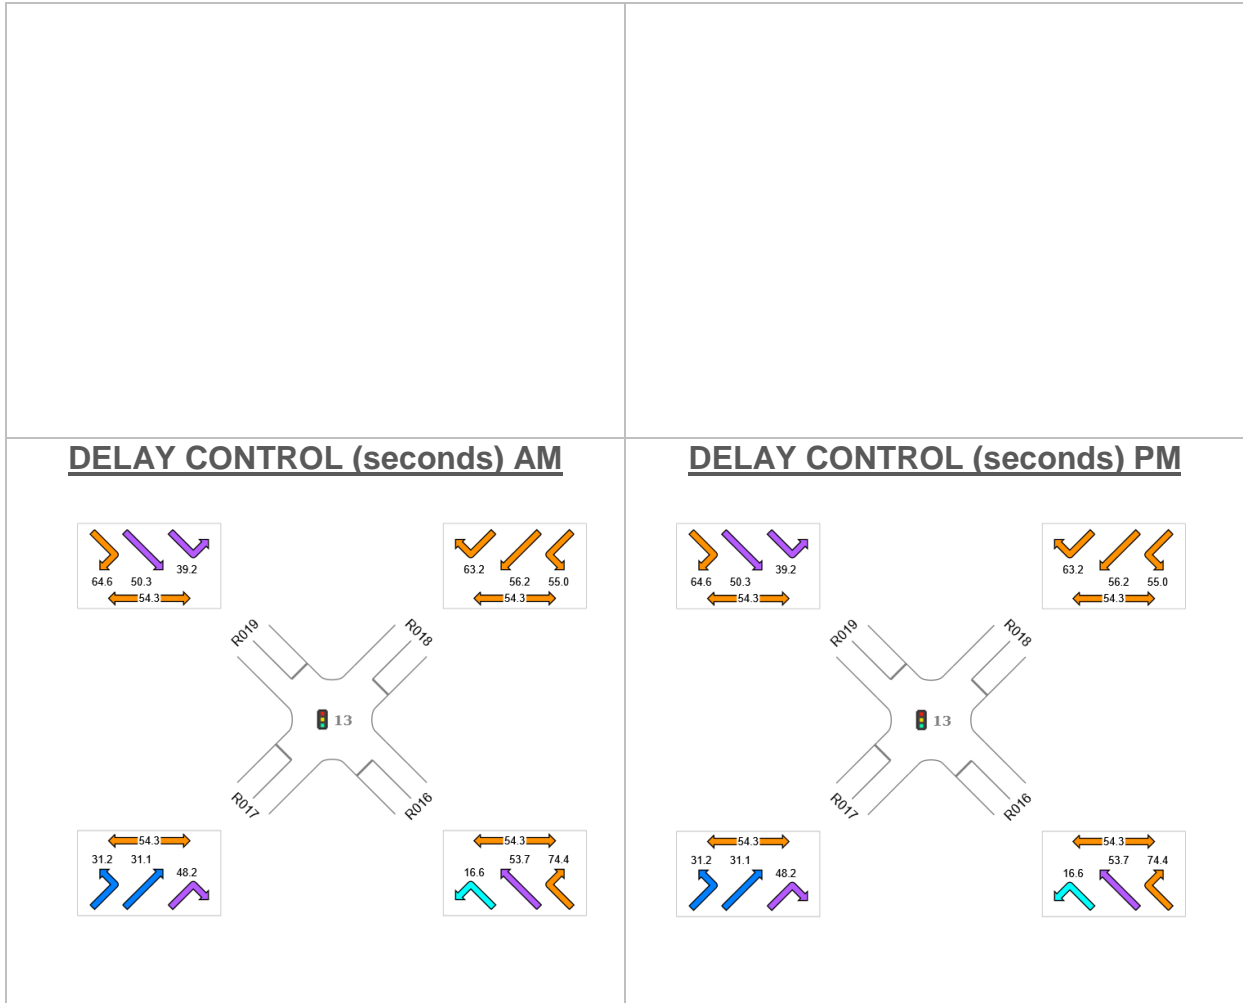 DELAY CONTROL (seconds) AM
64.6 50.3 39.2
54.3
63.2 56.2 55.0
54.3
R019 R018
13
R017 R016
54.3
31.2 31.1 48.2
54.3
16.6 53.7 74.4
DELAY CONTROL (seconds) PM
64.6 50.3 39.2
54.3
63.2 56.2 55.0
54.3
R019 R018
13
R017 R016
54.3
31.2 31.1 48.2
54.3
16.6 53.7 74.4